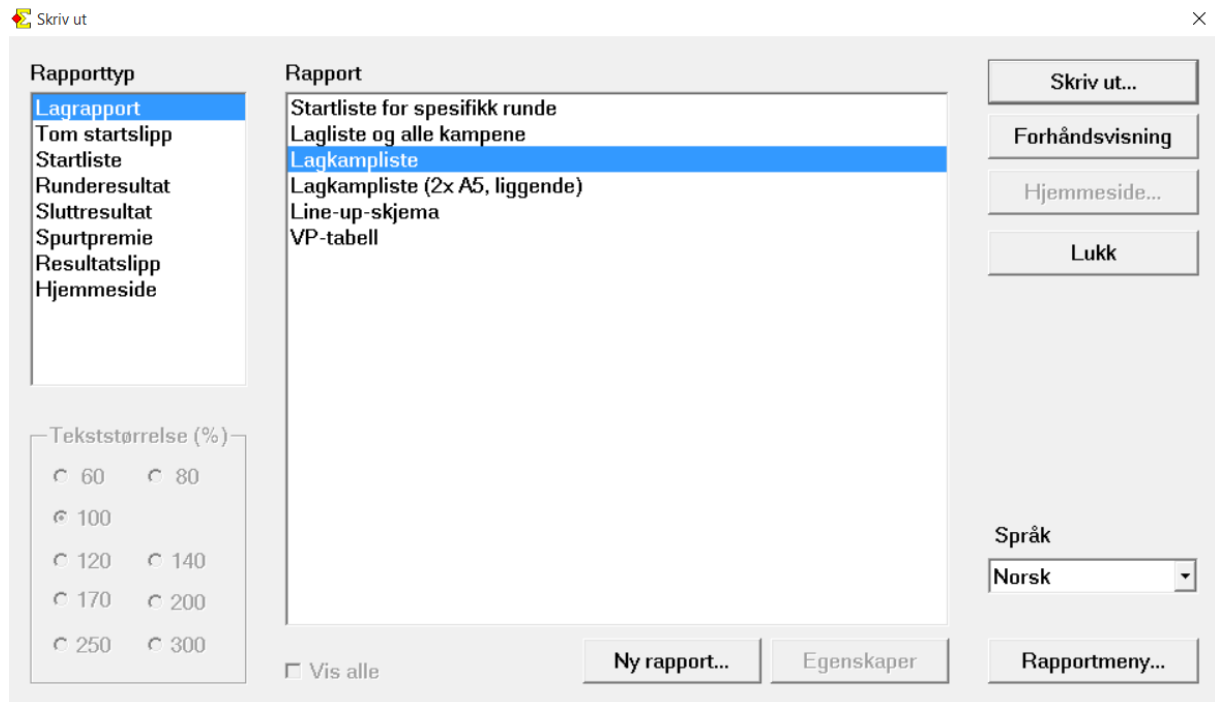 Skriv ut
Rapporttyp
Lagrapport
Tom startslipp
Startliste
Runderesultat
Sluttresultat
Spurtpremie
Resultatslipp
Hjemmeside
Tekststørrelse (%)
60 80
100
120 140
170 200
250 300
Rapport
Startliste for spesifikk runde
Lagliste og alle kampene
Lagkampliste
Lagkampliste (2x A5, liggende)
Line-up-skjema
VP-tabell
Vis alle
Ny rapport...
Egenskaper
Skriv ut...
Forhåndsvisning
Hjemmeside...
Lukk
Språk
Norsk
Rapportmeny...